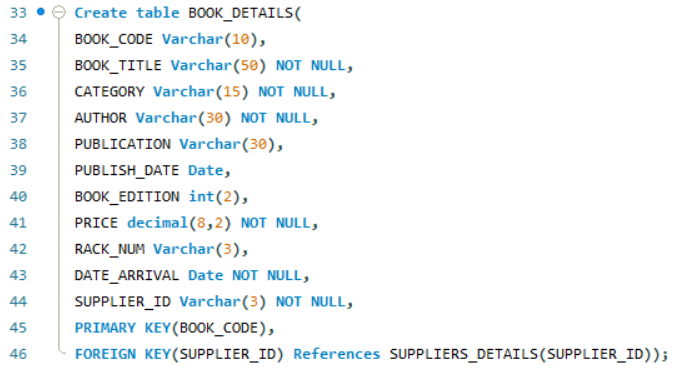 33 Create table BOOK_DETAILS(
34 BOOK_CODE Varchar(10),
35 BOOK_TITLE Varchar(50) NOT NULL,
36 CATEGORY Varchar(15) NOT NULL,
37 AUTHOR Varchar(30) NOT NULL,
38 PUBLICATION Varchar(30),
39 PUBLISH_DATE Date,
40 BOOK_EDITION int(2),
41 PRICE decimal(8,2) NOT NULL,
42 RACK_NUM Varchar(3),
43 DATE_ARRIVAL Date NOT NULL,
44 SUPPLIER_ID Varchar(3) NOT NULL,
45 PRIMARY KEY(BOOK_CODE),
46 FOREIGN KEY(SUPPLIER_ID) References SUPPLIERS_DETAILS(SUPPLIER_ID));